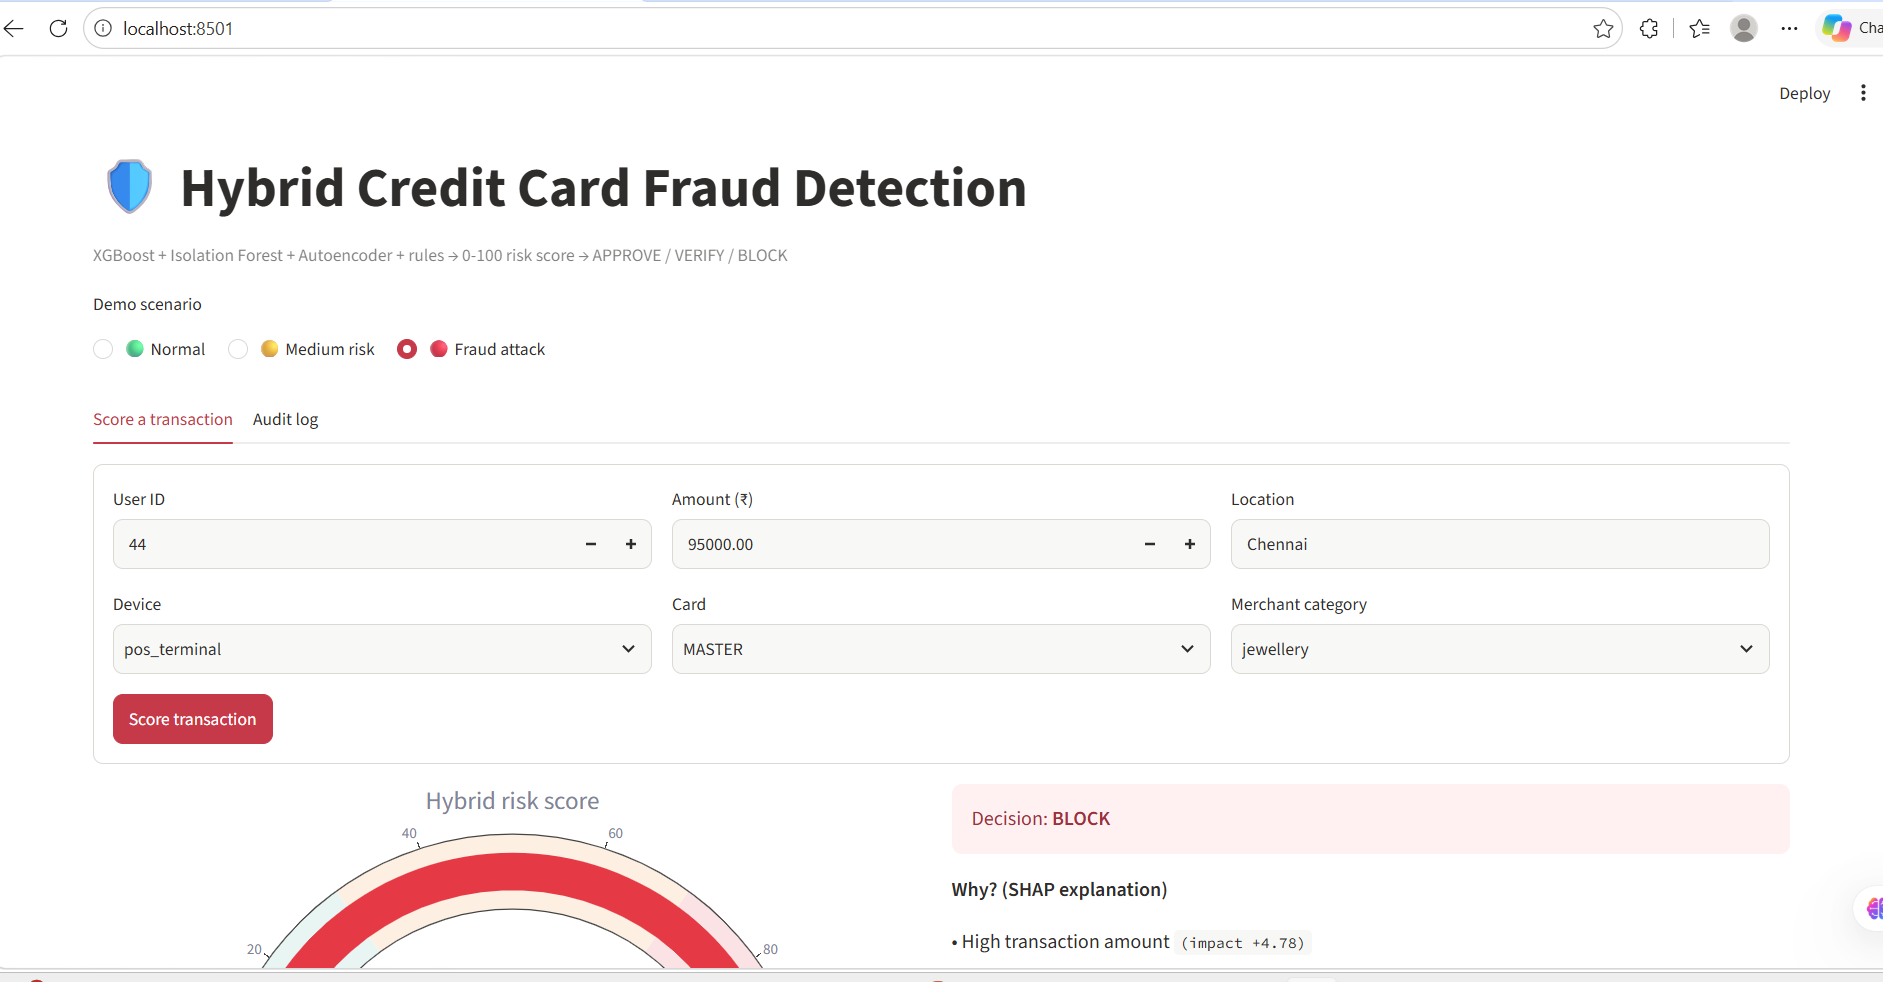 localhost:8501
Deploy
Hybrid Credit Card Fraud Detection
XGBoost + Isolation Forest + Autoencoder + rules → 0-100 risk score → APPROVE / VERIFY / BLOCK
Demo scenario
Normal Medium risk Fraud attack
Score a transaction Audit log
User ID Amount (₹) Location
44 95000.00 Chennai
Device Card Merchant category
pos_terminal MASTER jewellery
Score transaction
Hybrid risk score
40 60
20 80
Decision: BLOCK
Why? (SHAP explanation)
• High transaction amount (impact +4.78)